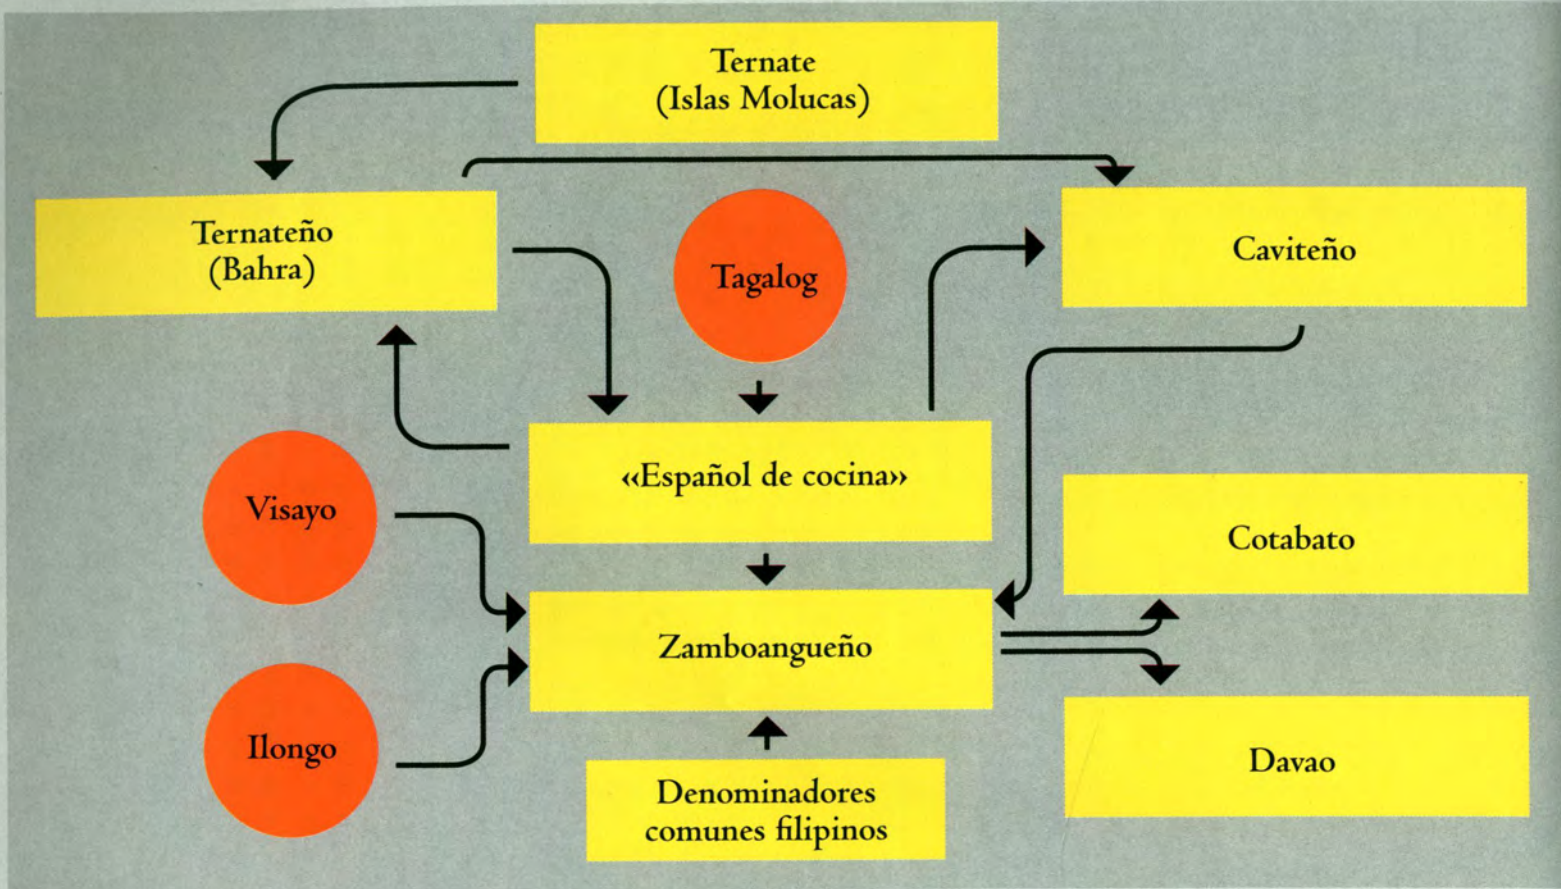 Ternate
(Islas Molucas)
Ternateño
(Bahra)
Tagalog
Caviteño
«Español de cocina»
Visayo
Cotabato
Zamboangueño
Ilongo
Davao
Denominadores
comunes filipinos